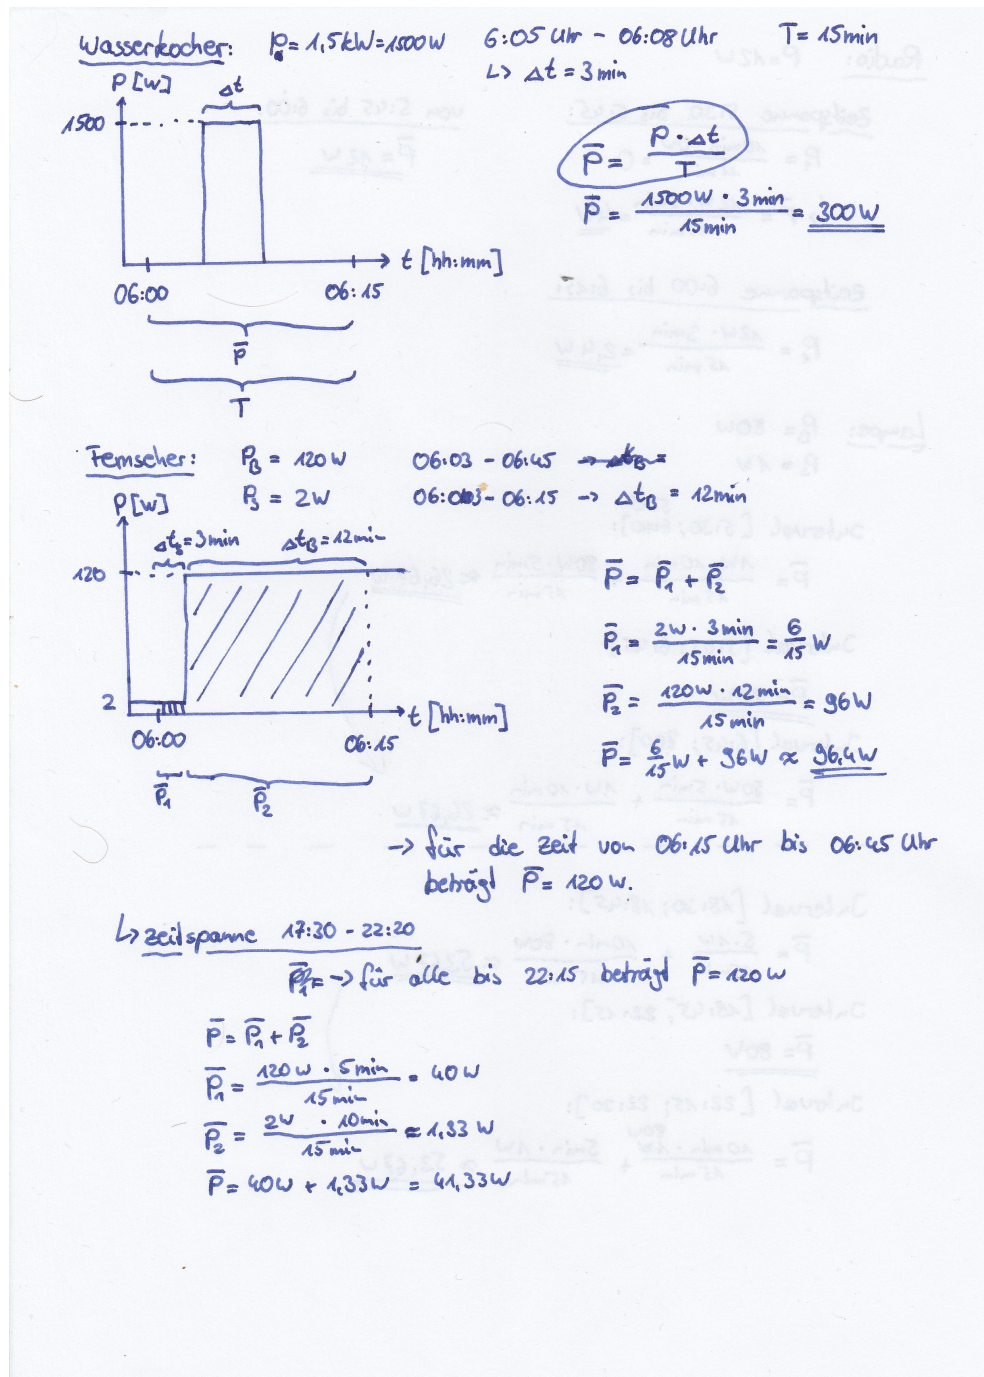 Wasserkocher: P = 1,5kW = 1500W 6:05 Uhr – 06:08 Uhr T = 15min
↳ Δt = 3min
P [W]
Δt
1500
P̅ = P · Δt / T
P̅ = 1500W · 3min / 15min = 300W
t [hh:mm]
06:00 06:15
P̅
T
Fernseher: P_B = 120W 06:03 – 06:45 → Δt_B =
P_S = 2W 06:03 – 06:15 → Δt_B = 12min
P [W]
Δt_S = 3min Δt_B = 12min
120
P̅ = P̅₁ + P̅₂
P̅₁ = 2W · 3min / 15min = 6/15 W
2
P̅₂ = 120W · 12min / 15min = 96W
t [hh:mm]
06:00 06:15
P̅ = 6/15 W + 96W ≈ 96,4W
P̅₁ P̅₂
→ für die Zeit von 06:15 Uhr bis 06:45 Uhr
beträgt P̅ = 120W.
↳ Zeitspanne 17:30 – 22:20
→ für alle bis 22:15 beträgt P̅ = 120W
P̅ = P̅₁ + P̅₂
P̅₁ = 120W · 5min / 15min = 40W
P̅₂ = 2W · 10min / 15min ≈ 1,33W
P̅ = 40W + 1,33W = 41,33W